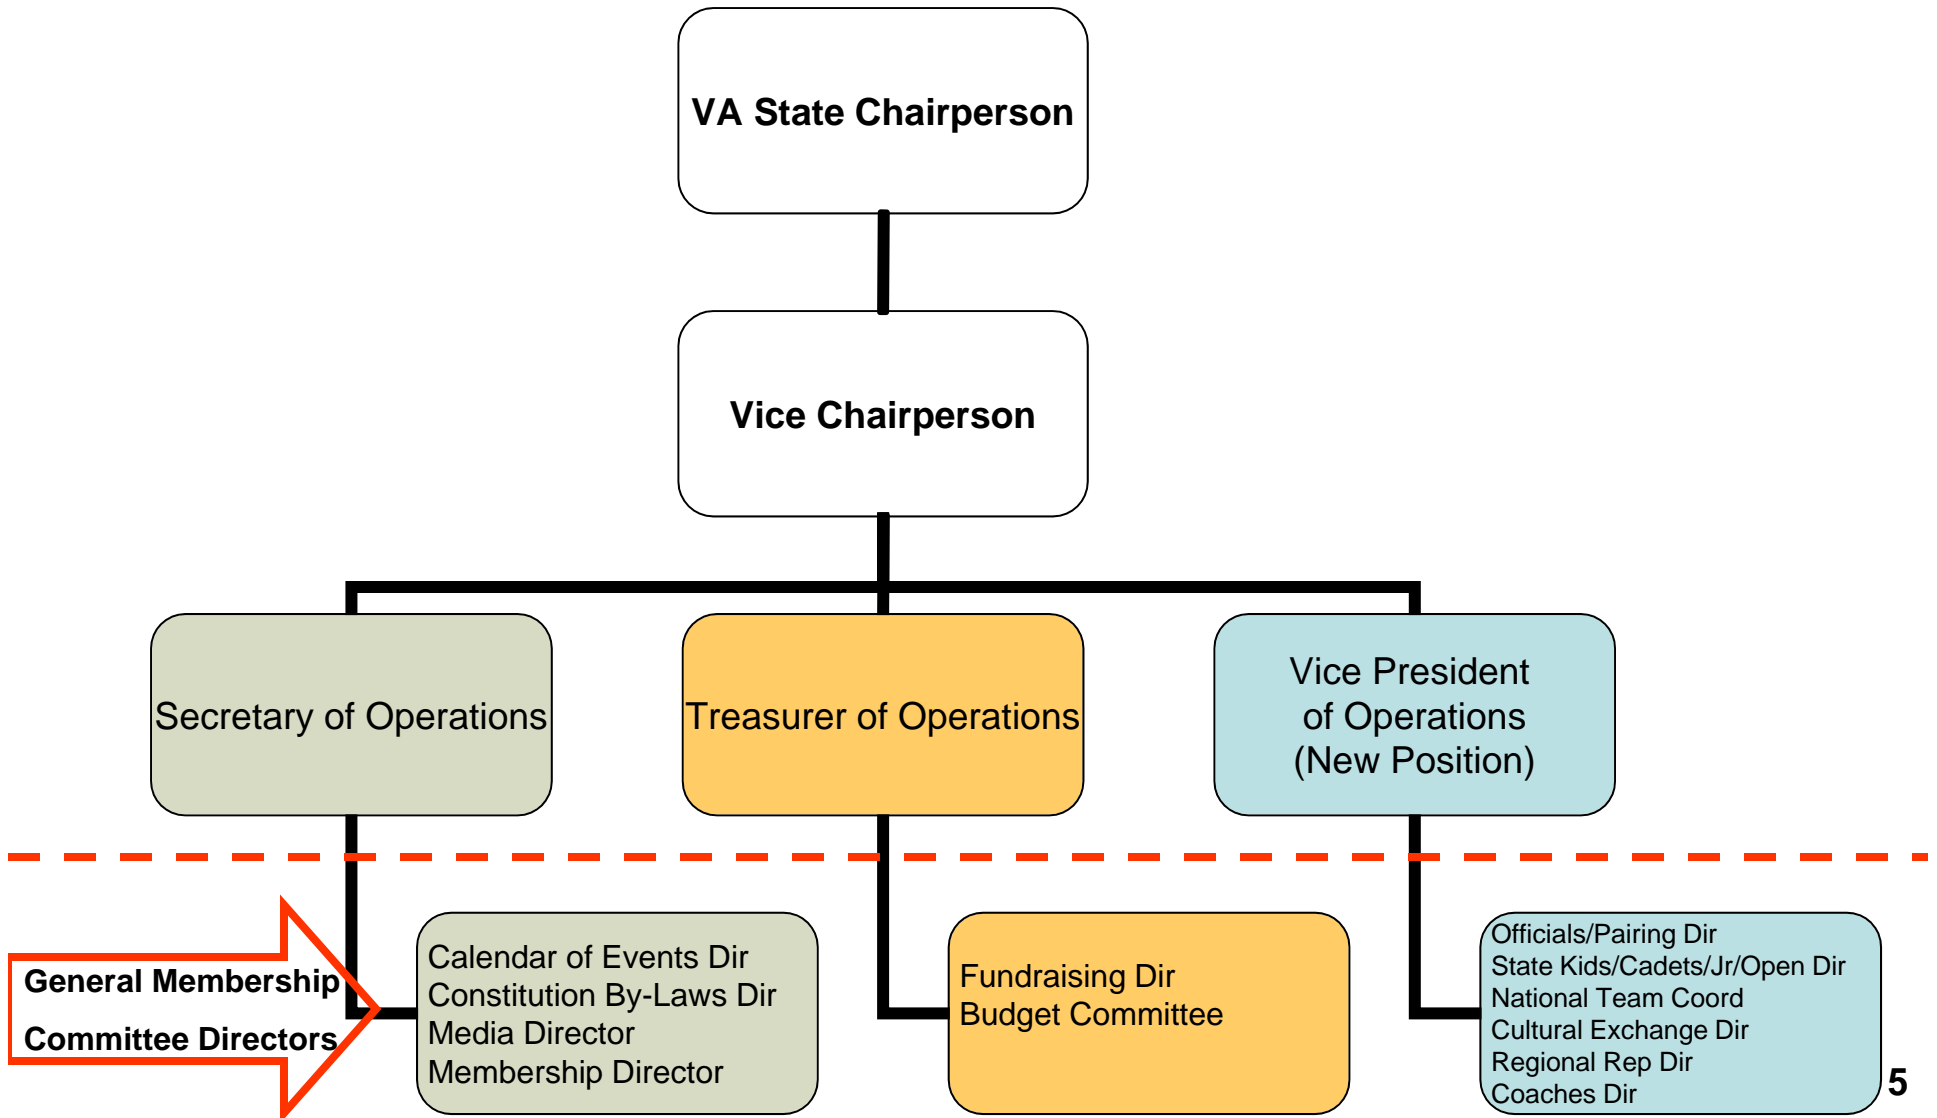 VA State Chairperson
Vice Chairperson
Secretary of Operations
Treasurer of Operations
Vice President
of Operations
(New Position)
General Membership
Committee Directors
Calendar of Events Dir
Constitution By-Laws Dir
Media Director
Membership Director
Fundraising Dir
Budget Committee
Officials/Pairing Dir
State Kids/Cadets/Jr/Open Dir
National Team Coord
Cultural Exchange Dir
Regional Rep Dir
Coaches Dir
5